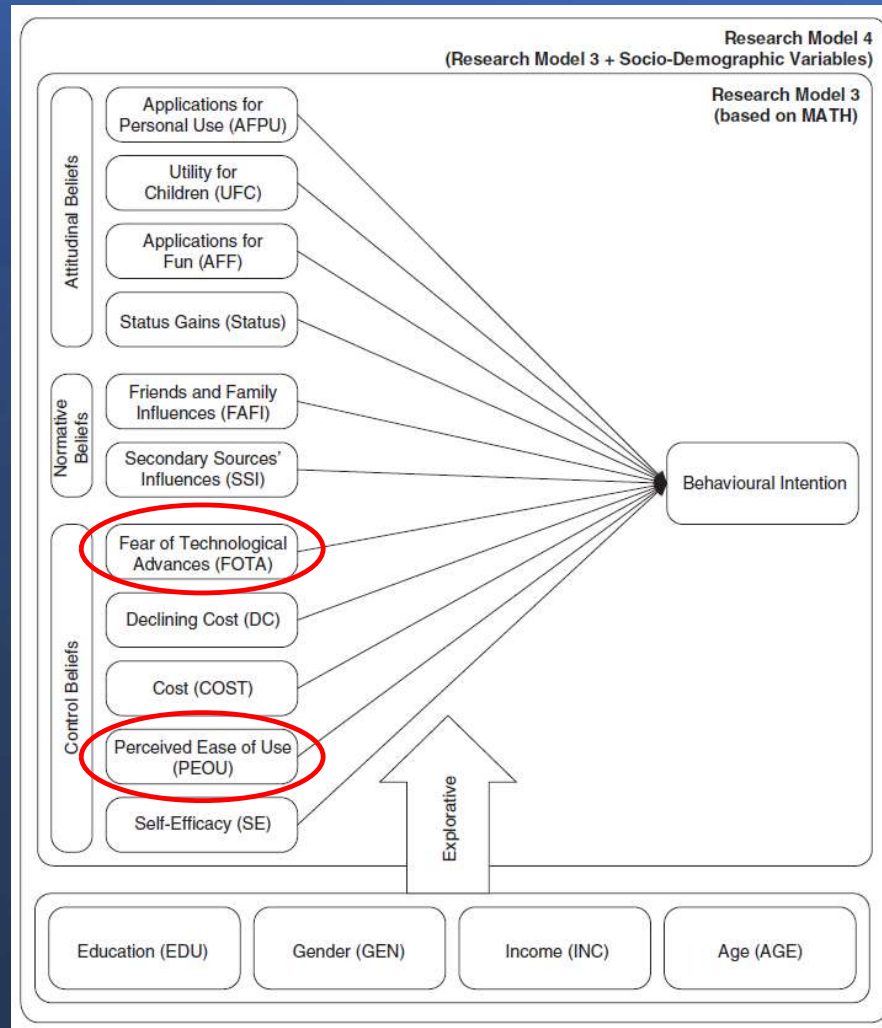 Research Model 4
(Research Model 3 + Socio-Demographic Variables)
Research Model 3
(based on MATH)
Attitudinal Beliefs
Applications for
Personal Use (AFPU)
Utility for
Children (UFC)
Applications for
Fun (AFF)
Status Gains (Status)
Normative
Beliefs
Friends and Family
Influences (FAFI)
Secondary Sources'
Influences (SSI)
Behavioural Intention
Control Beliefs
Fear of Technological
Advances (FOTA)
Declining Cost (DC)
Cost (COST)
Perceived Ease of Use
(PEOU)
Self-Efficacy (SE)
Explorative
Education (EDU)
Gender (GEN)
Income (INC)
Age (AGE)